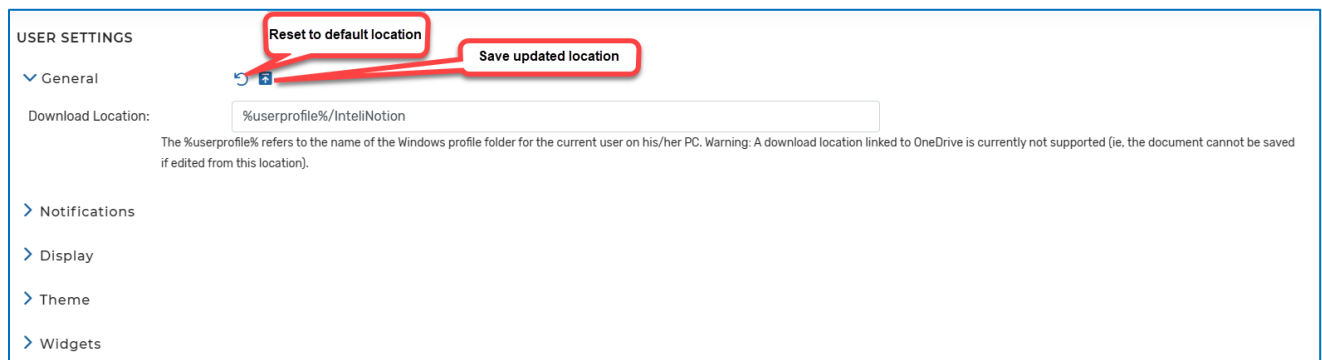 USER SETTINGS
Reset to default location
Save updated location
General
Download Location:
%userprofile%/InteliNotion
The %userprofile% refers to the name of the Windows profile folder for the current user on his/her PC. Warning: A download location linked to OneDrive is currently not supported (ie, the document cannot be saved
if edited from this location).
Notifications
Display
Theme
Widgets